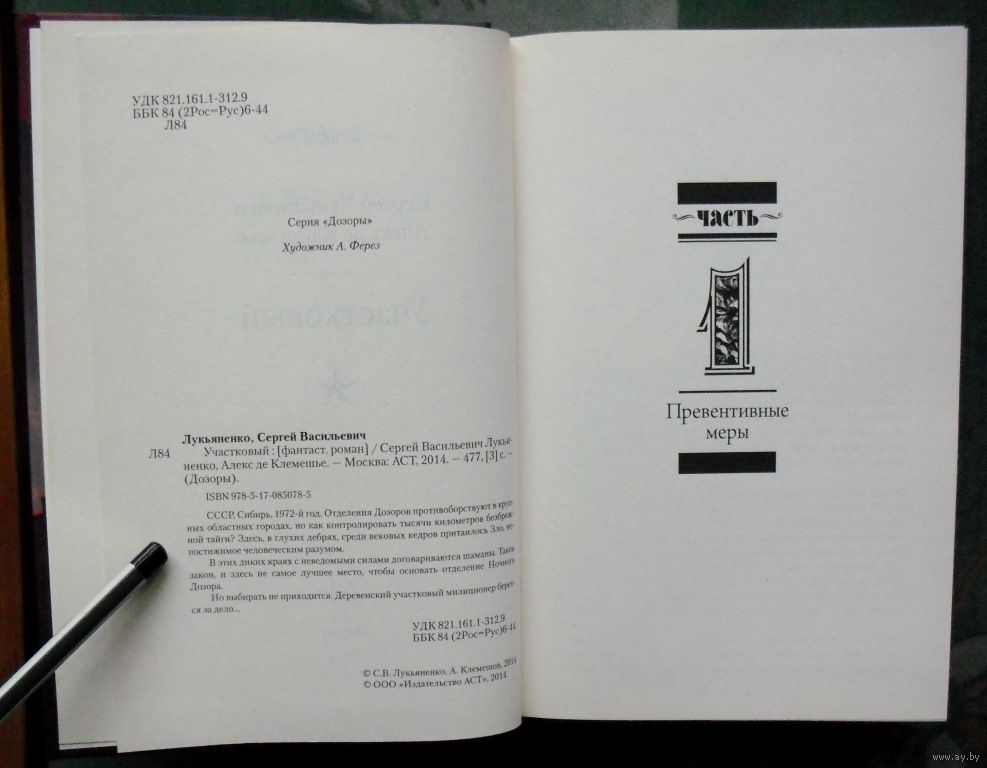 УДК 821.161.1-312.9
ББК 84 (2Рос=Рус)6-44
Л84
Серия «Дозоры»
Художник А. Ферез
Лукьяненко, Сергей Васильевич
Л84 Участковый : [фантаст. роман] / Сергей Васильевич Лукья-
ненко, Алекс де Клемешье. — Москва: АСТ, 2014. — 477, [3] с. –
(Дозоры).
ISBN 978-5-17-085078-5
СССР, Сибирь, 1972-й год. Отделения Дозоров противоборствуют в круп-
ных областных городах, но как контролировать тысячи километров безбреж-
ной тайги? Здесь, в глухих дебрях, среди вековых кедров притаилось Зло, не-
постижимое человеческим разумом.
В этих диких краях с неведомыми силами договариваются шаманы. Таков
закон, и здесь не самое лучшее место, чтобы основать отделение Ночного
Дозора.
Но выбирать не приходится. Деревенский участковый милиционер берет-
ся за дело...
УДК 821.161.1-312.9
ББК 84 (2Рос=Рус)6-44
© С.В. Лукьяненко, А. Клемешов, 2014
© ООО «Издательство АСТ», 2014
часть
1
Превентивные
меры
www.ay.by